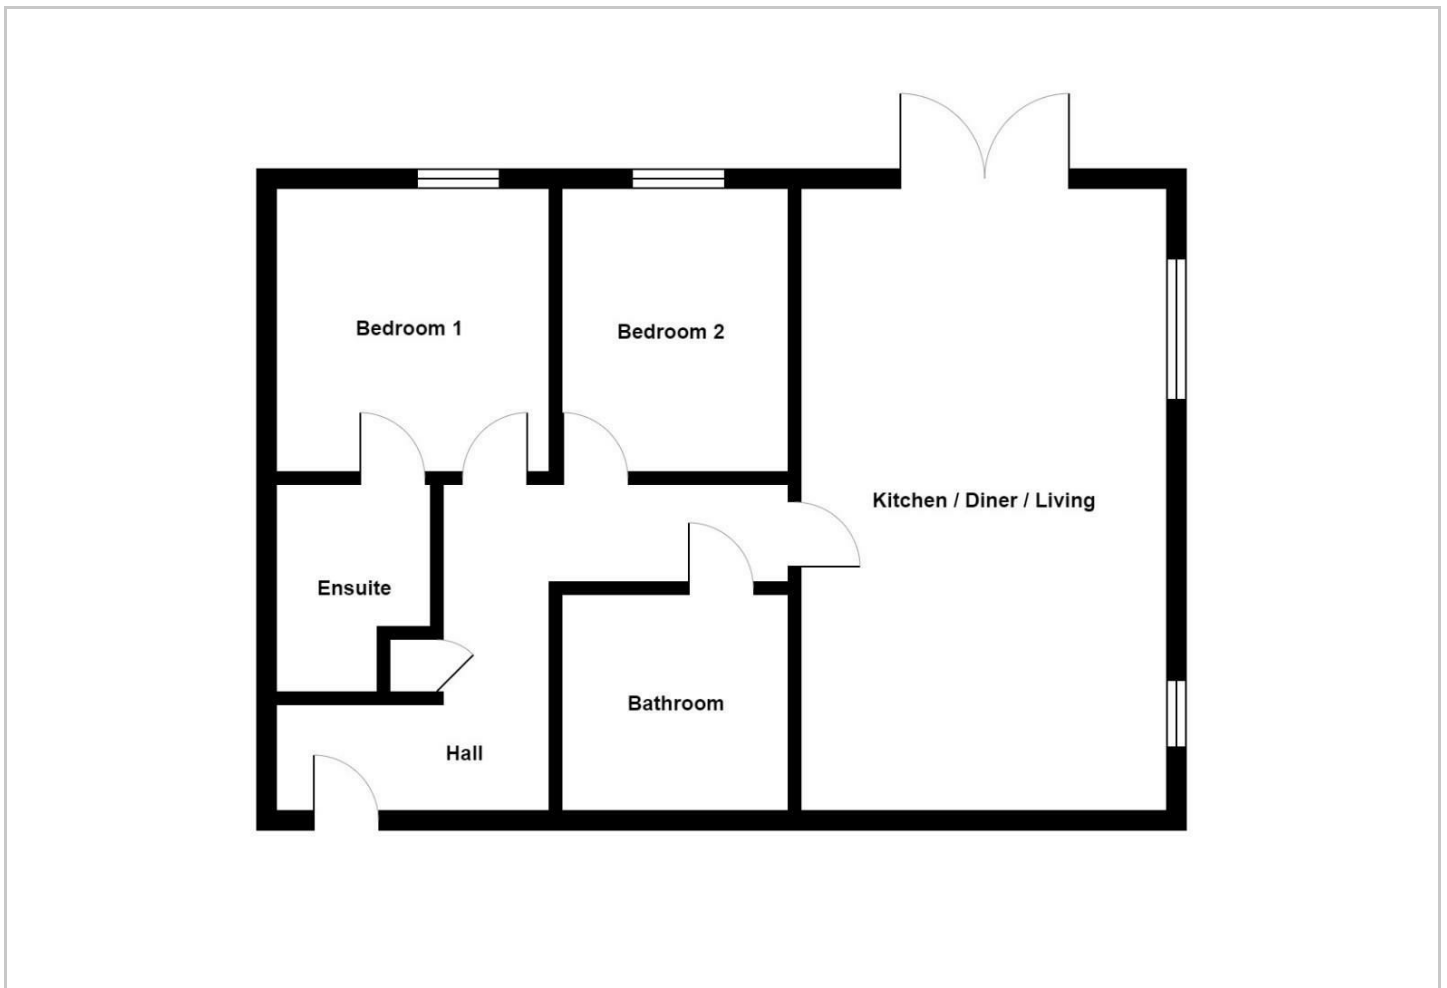 Bedroom 1
Bedroom 2
Kitchen / Diner / Living
Ensuite
Bathroom
Hall